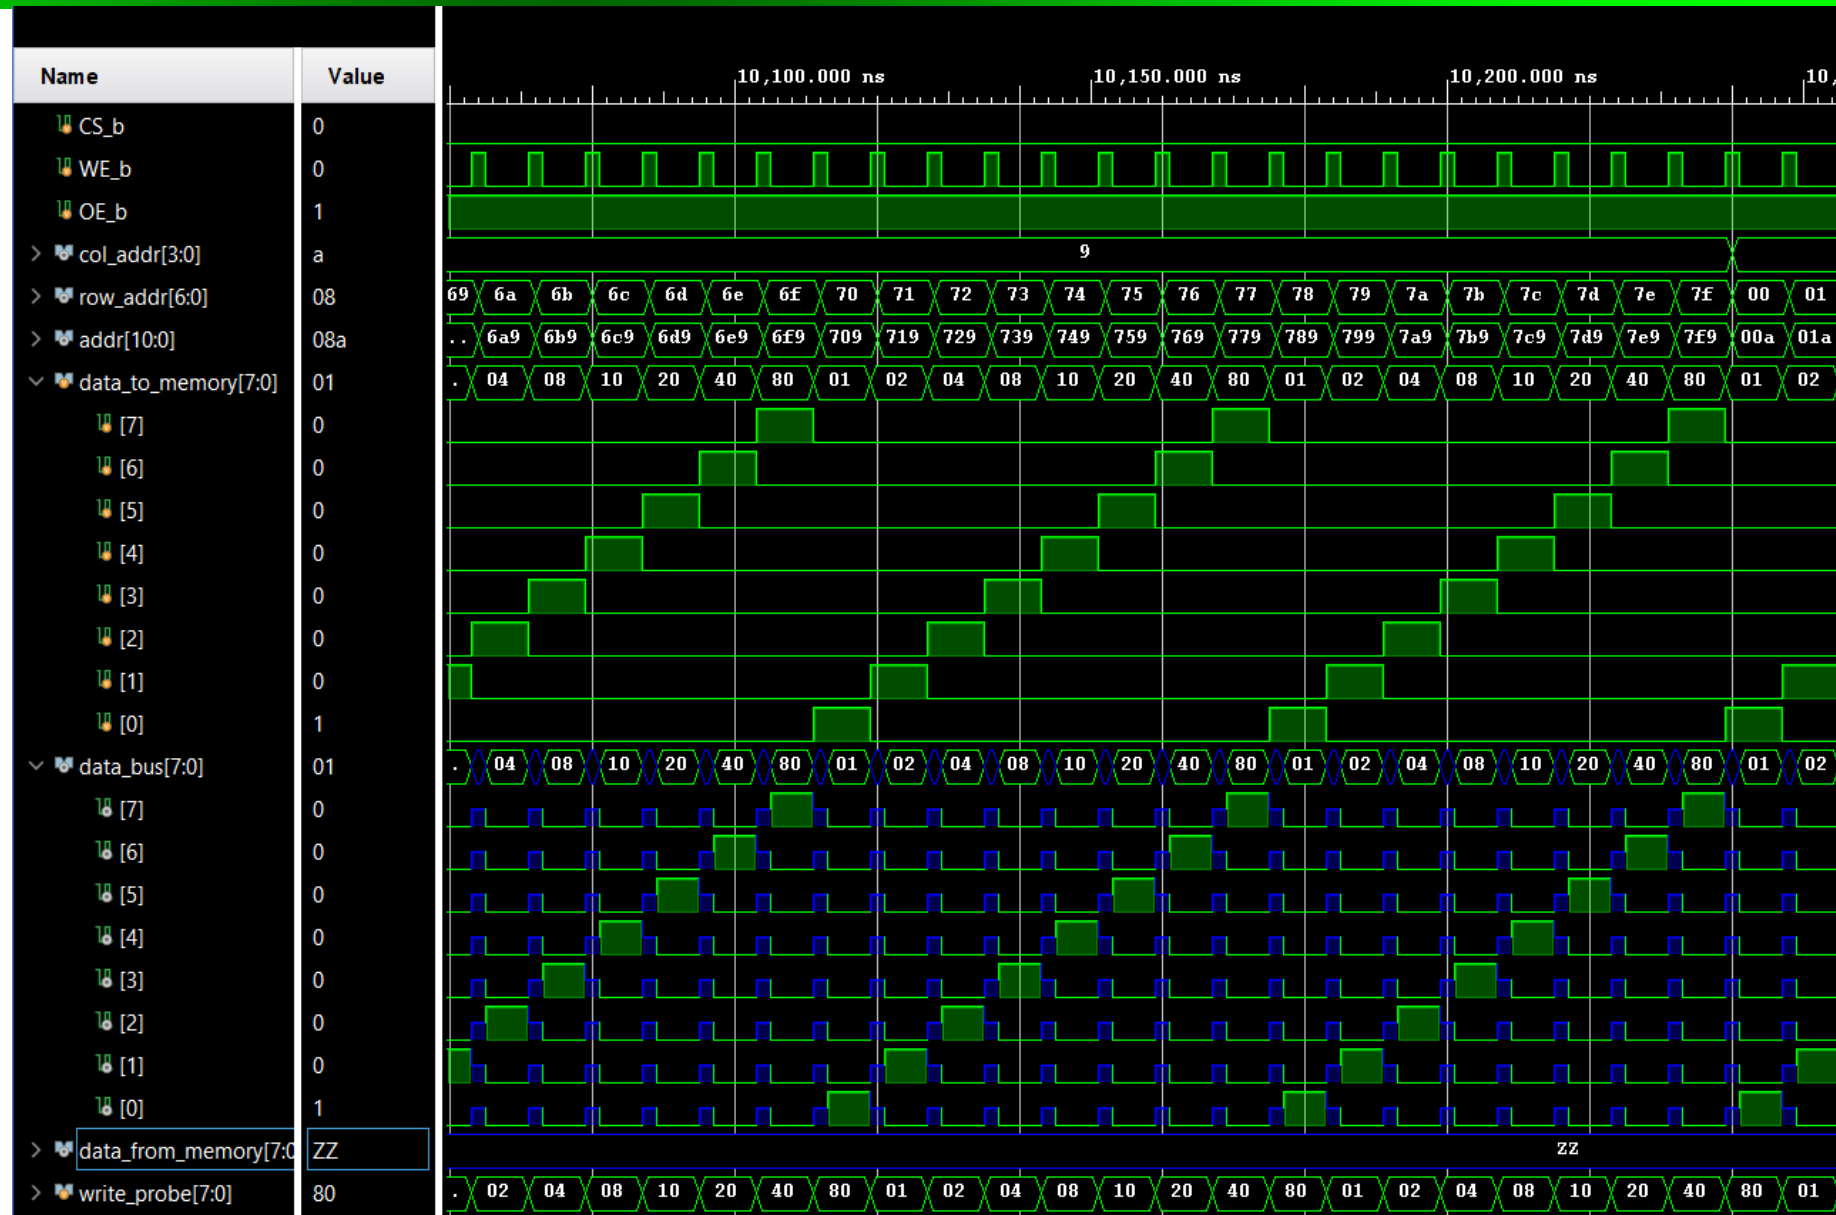 Name Value
10,100.000 ns 10,150.000 ns 10,200.000 ns 10,
CS_b 0
WE_b 0
OE_b 1
col_addr[3:0] a 9
row_addr[6:0] 08 69 6a 6b 6c 6d 6e 6f 70 71 72 73 74 75 76 77 78 79 7a 7b 7c 7d 7e 7f 00 01
addr[10:0] 08a .. 6a9 6b9 6c9 6d9 6e9 6f9 709 719 729 739 749 759 769 779 789 799 7a9 7b9 7c9 7d9 7e9 7f9 00a 01a
data_to_memory[7:0] 01 . 04 08 10 20 40 80 01 02 04 08 10 20 40 80 01 02 04 08 10 20 40 80 01 02
[7] 0
[6] 0
[5] 0
[4] 0
[3] 0
[2] 0
[1] 0
[0] 1
data_bus[7:0] 01 . 04 08 10 20 40 80 01 02 04 08 10 20 40 80 01 02 04 08 10 20 40 80 01 02
[7] 0
[6] 0
[5] 0
[4] 0
[3] 0
[2] 0
[1] 0
[0] 1
data_from_memory[7:0 ZZ ZZ
write_probe[7:0] 80 . 02 04 08 10 20 40 80 01 02 04 08 10 20 40 80 01 02 04 08 10 20 40 80 01